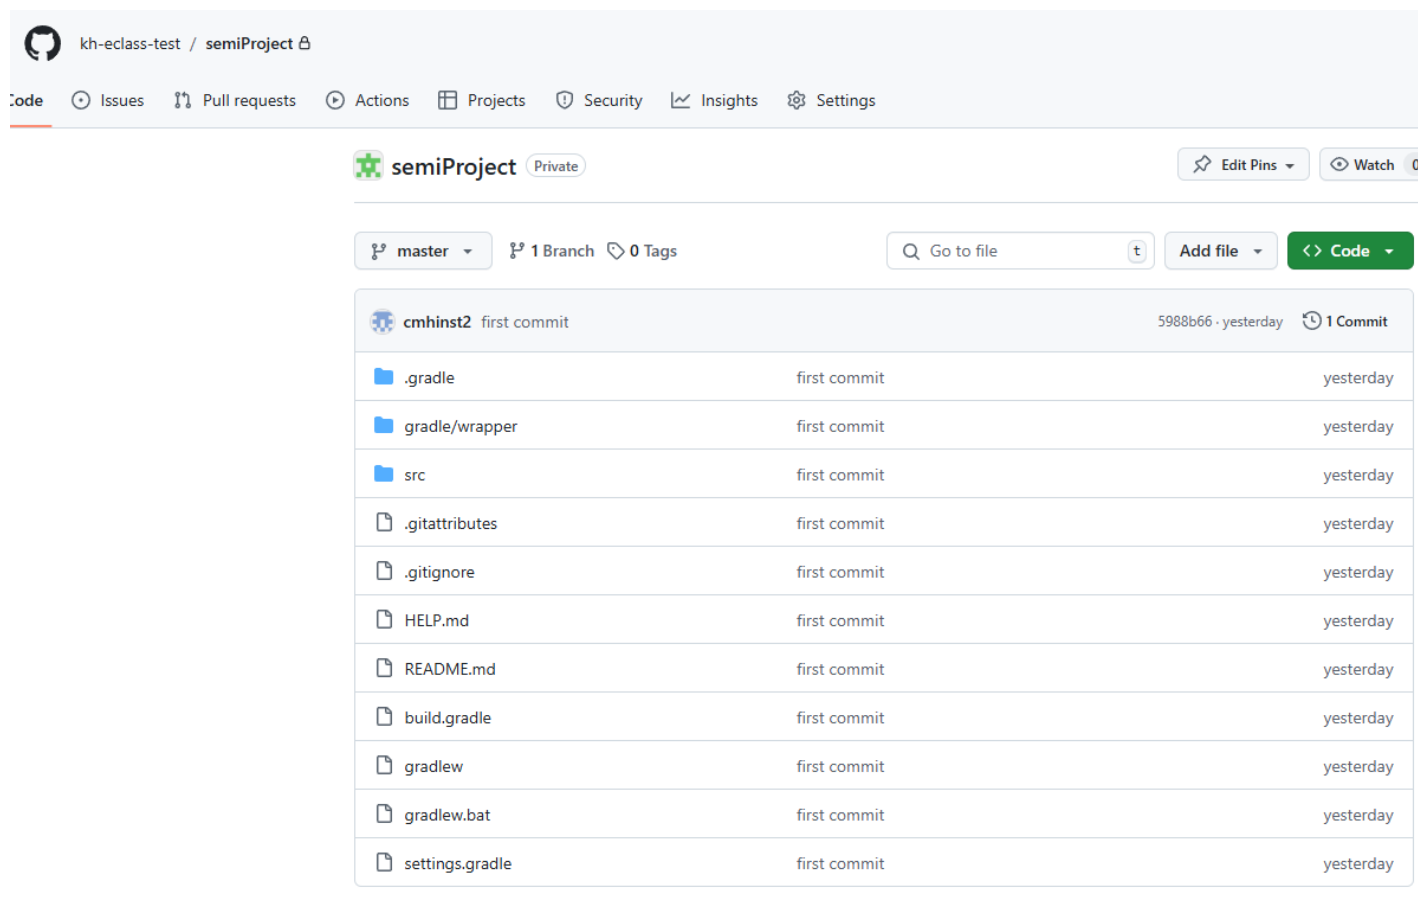 kh-eclass-test / semiProject
Code Issues Pull requests Actions Projects Security Insights Settings
semiProject Private Edit Pins Watch 0
master 1 Branch 0 Tags Go to file t Add file Code
cmhinst2 first commit 5988b66 · yesterday 1 Commit
.gradle first commit yesterday
gradle/wrapper first commit yesterday
src first commit yesterday
.gitattributes first commit yesterday
.gitignore first commit yesterday
HELP.md first commit yesterday
README.md first commit yesterday
build.gradle first commit yesterday
gradlew first commit yesterday
gradlew.bat first commit yesterday
settings.gradle first commit yesterday